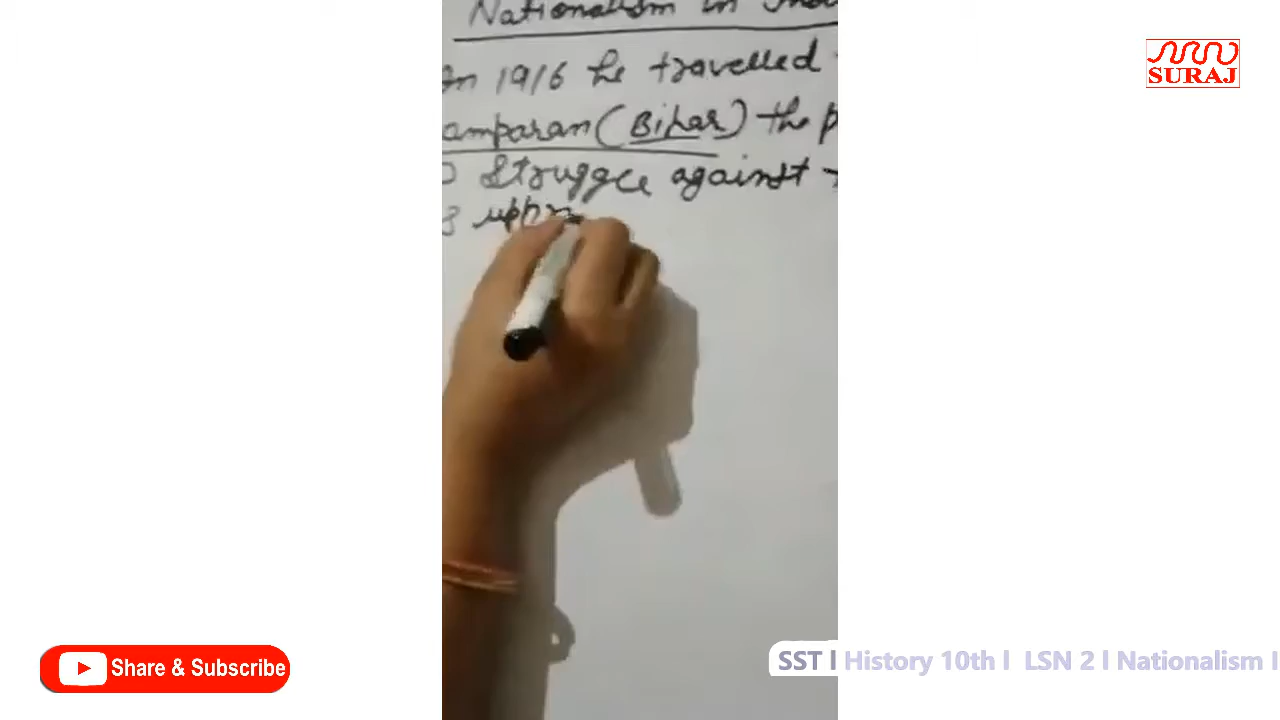 Nationalism in
In 1916 he travelled
amparan (Bihar) the p
Struggle against
SURAJ
Share & Subscribe
SST l History 10th l LSN 2 l Nationalism I